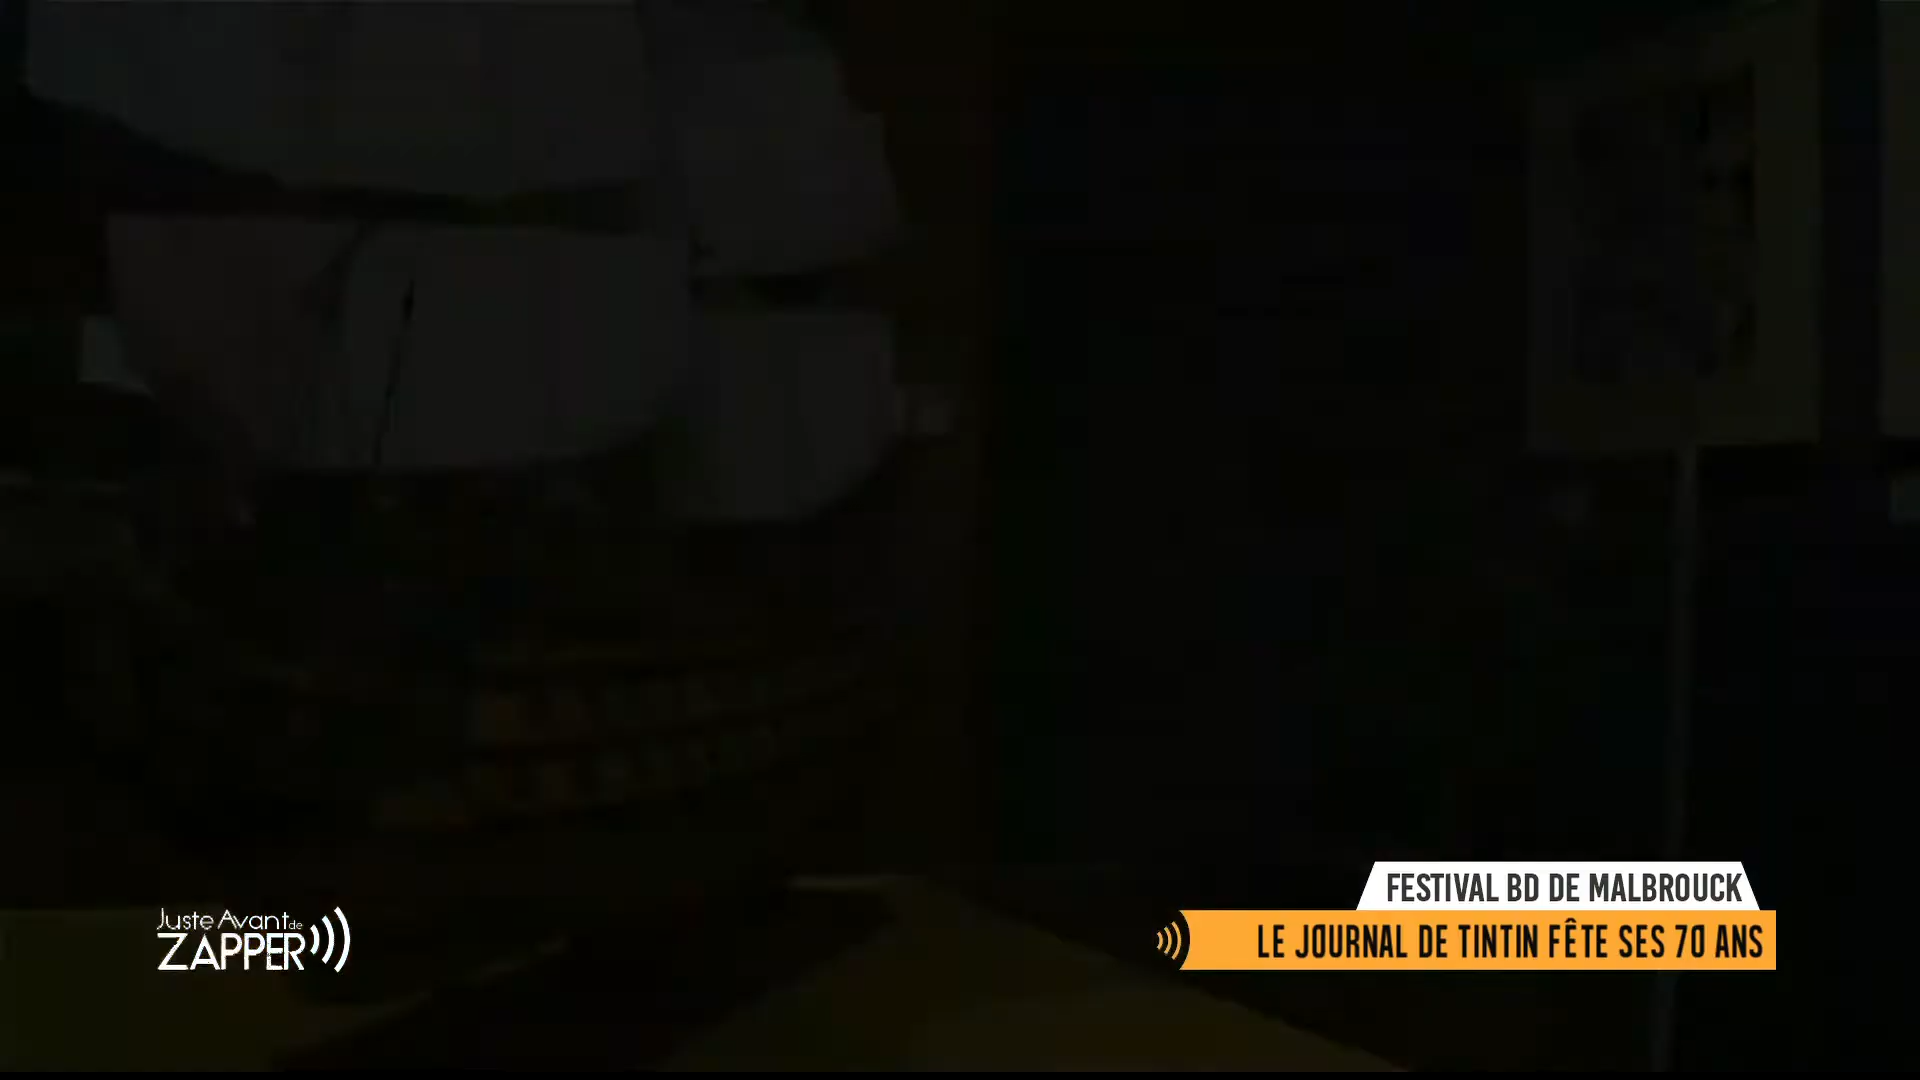 FESTIVAL BD DE MALBROUCK
LE JOURNAL DE TINTIN FÊTE SES 70 ANS
Juste Avant de
ZAPPER